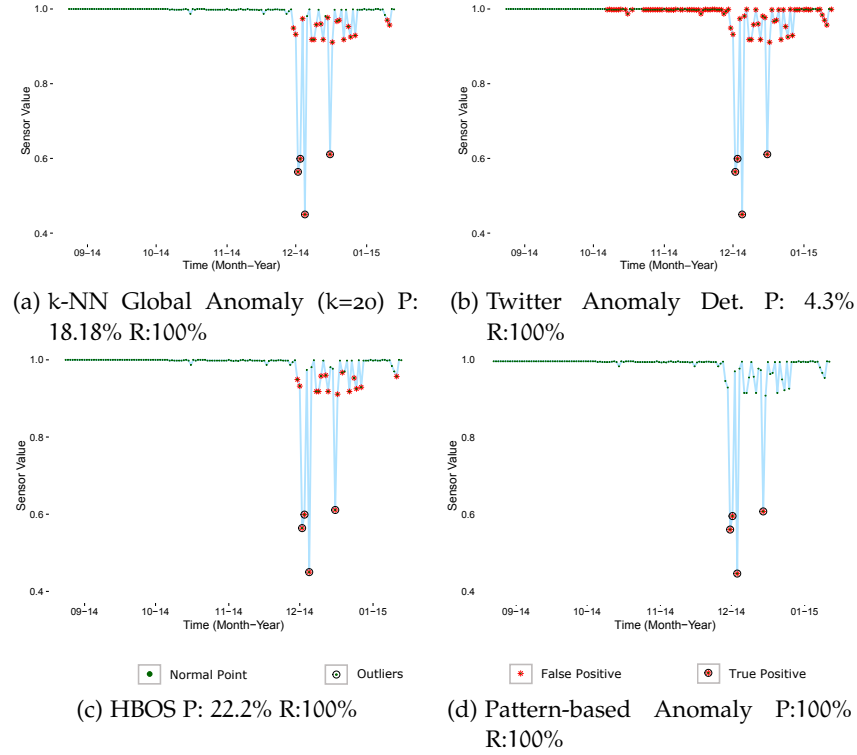 1.0
0.8
0.6
0.4
Sensor Value
09−14 10−14 11−14 12−14 01−15
Time (Month−Year)
(a) k-NN Global Anomaly (k=20) P:
18.18% R:100%
1.0
0.8
0.6
0.4
Sensor Value
09−14 10−14 11−14 12−14 01−15
Time (Month−Year)
(b) Twitter Anomaly Det. P: 4.3%
R:100%
1.0
0.8
0.6
0.4
Sensor Value
09−14 10−14 11−14 12−14 01−15
Time (Month−Year)
1.0
0.8
0.6
0.4
Sensor Value
09−14 10−14 11−14 12−14 01−15
Time (Month−Year)
Normal Point Outliers False Positive True Positive
(c) HBOS P: 22.2% R:100%
(d) Pattern-based Anomaly P:100%
R:100%